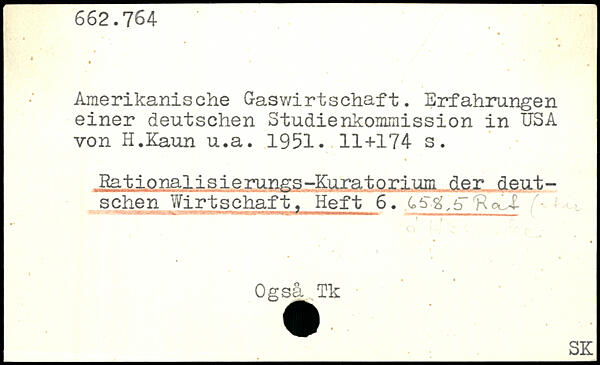 662.764
Amerikanische Gaswirtschaft. Erfahrungen
einer deutschen Studienkommission in USA
von H.Kaun u.a. 1951. 11+174 s.
Rationalisierungs-Kuratorium der deut-
schen Wirtschaft, Heft 6. 658,5 Rat
Også Tk
SK